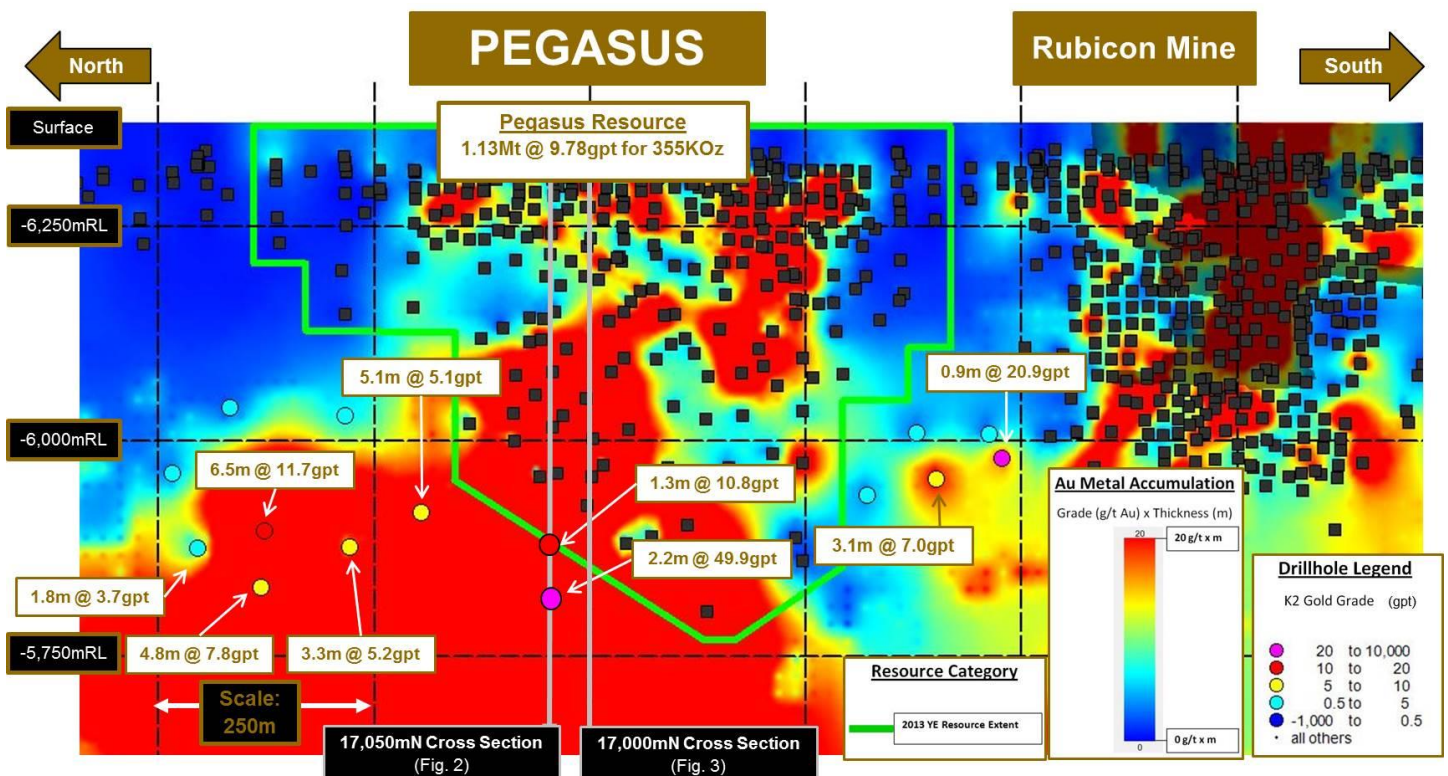 North
PEGASUS
Rubicon Mine
South
Surface
Pegasus Resource
1.13Mt @ 9.78gpt for 355KOz
-6,250mRL
5.1m @ 5.1gpt
0.9m @ 20.9gpt
-6,000mRL
6.5m @ 11.7gpt
1.3m @ 10.8gpt
3.1m @ 7.0gpt
2.2m @ 49.9gpt
1.8m @ 3.7gpt
4.8m @ 7.8gpt
3.3m @ 5.2gpt
-5,750mRL
Scale:
250m
17,050mN Cross Section
(Fig. 2)
17,000mN Cross Section
(Fig. 3)
Resource Category
2013 YE Resource Extent
Au Metal Accumulation
Grade (g/t Au) x Thickness (m)
20
20 g/t x m
0 g/t x m
0
Drillhole Legend
K2 Gold Grade (gpt)
20 to 10,000
10 to 20
5 to 10
0.5 to 5
-1,000 to 0.5
all others